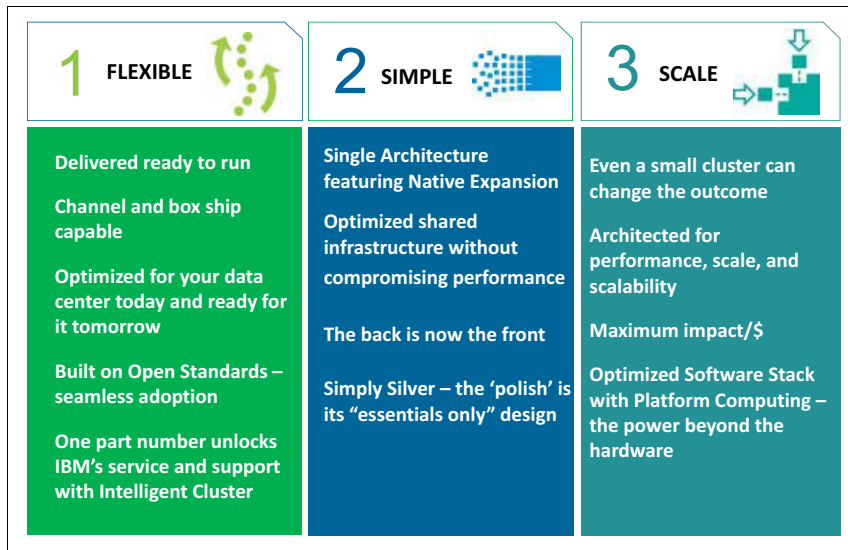 1 FLEXIBLE
Delivered ready to run
Channel and box ship
capable
Optimized for your data
center today and ready for
it tomorrow
Built on Open Standards –
seamless adoption
One part number unlocks
IBM's service and support
with Intelligent Cluster
2 SIMPLE
Single Architecture
featuring Native Expansion
Optimized shared
infrastructure without
compromising performance
The back is now the front
Simply Silver – the ‘polish’ is
its “essentials only” design
3 SCALE
Even a small cluster can
change the outcome
Architected for
performance, scale, and
scalability
Maximum impact/$
Optimized Software Stack
with Platform Computing –
the power beyond the
hardware